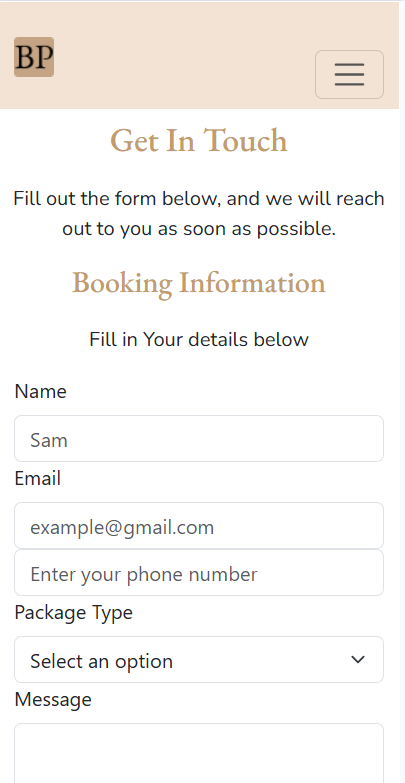 BP
Get In Touch
Fill out the form below, and we will reach
out to you as soon as possible.
Booking Information
Fill in Your details below
Name
Sam
Email
example@gmail.com
Enter your phone number
Package Type
Select an option
Message